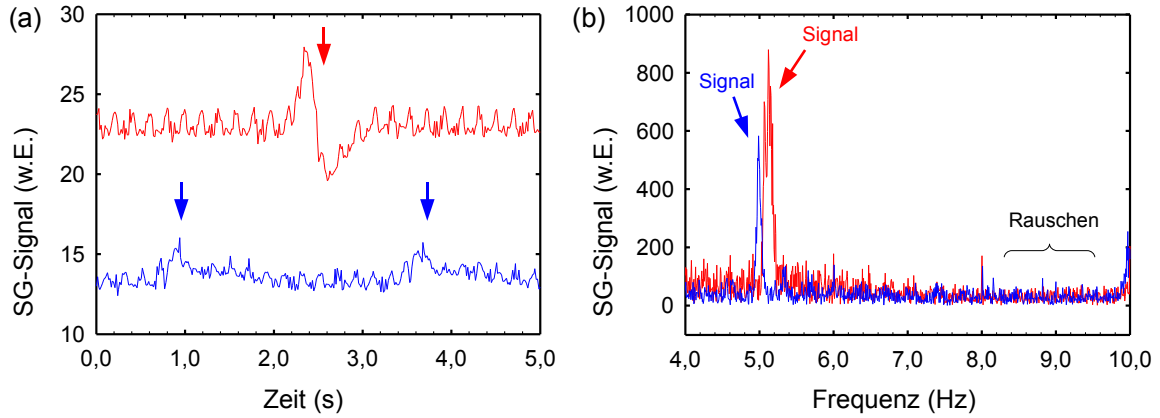 (a)
SG-Signal (w.E.)
30
25
20
15
10
0,0 1,0 2,0 3,0 4,0 5,0
Zeit (s)
(b)
SG-Signal (w.E.)
1000
800
600
400
200
0
Signal
Signal
Rauschen
4,0 5,0 6,0 7,0 8,0 9,0 10,0
Frequenz (Hz)